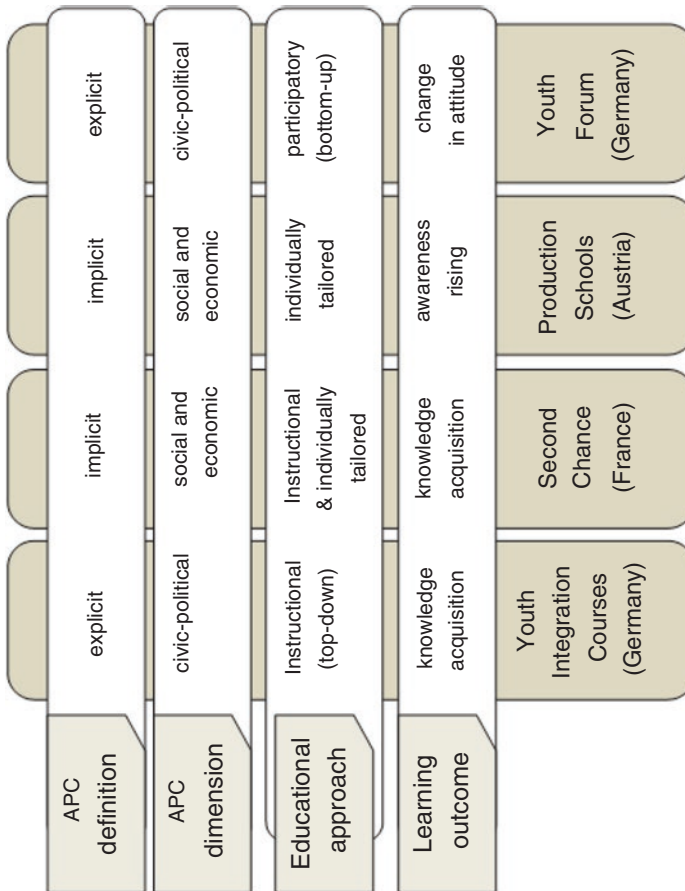 APC
definition
explicit
implicit
implicit
explicit
APC
dimension
civic-political
social and
economic
social and
economic
civic-political
Educational
approach
Instructional
(top-down)
Instructional
& individually
tailored
individually
tailored
participatory
(bottom-up)
Learning
outcome
knowledge
acquisition
knowledge
acquisition
awareness
rising
change
in attitude
Youth
Integration
Courses
(Germany)
Second
Chance
(France)
Production
Schools
(Austria)
Youth
Forum
(Germany)